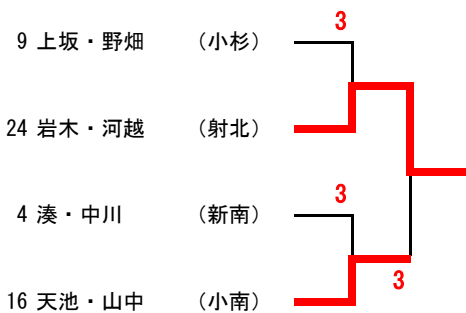 3
9 上坂・野畑 （小杉）
24 岩木・河越 （射北）
3
4 湊・中川 （新南）
3
16 天池・山中 （小南）